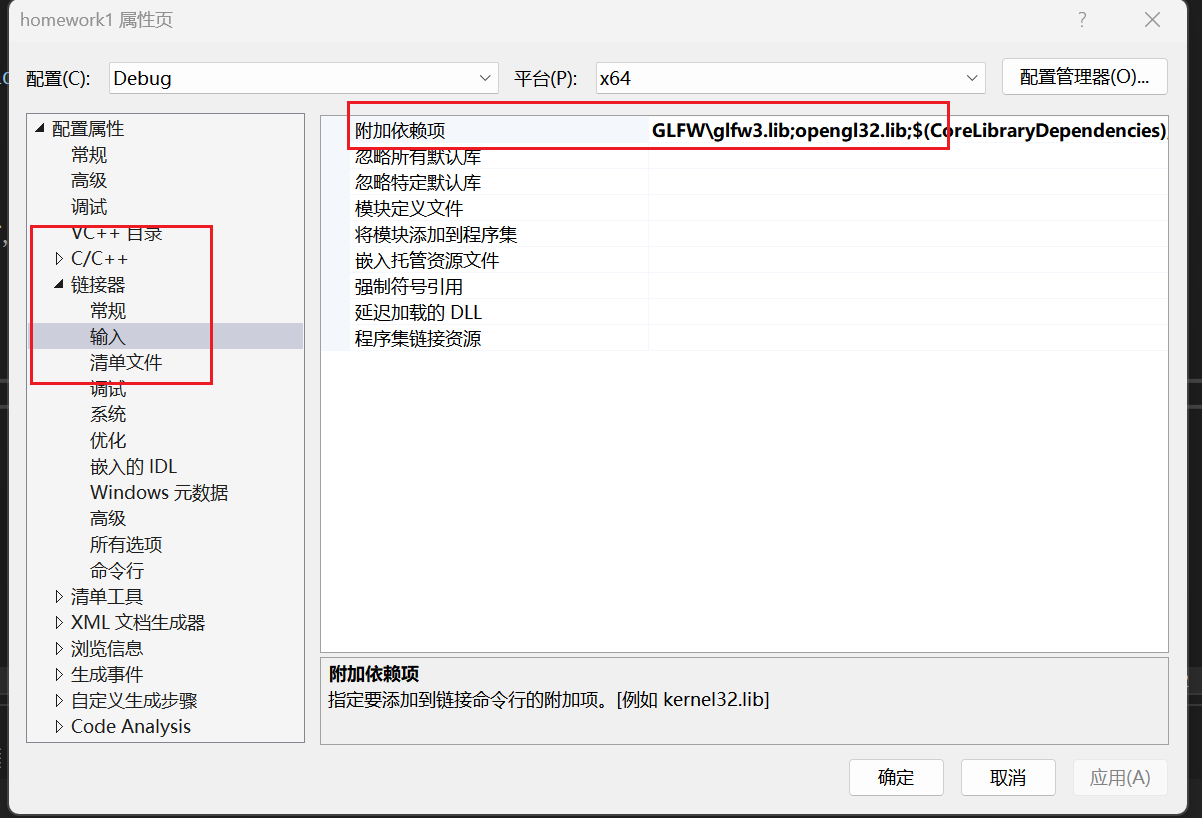 homework1 属性页
配置(C): Debug 平台(P): x64 配置管理器(O)...
配置属性
常规
高级
调试
VC++ 目录
C/C++
链接器
常规
输入
清单文件
调试
系统
优化
嵌入的 IDL
Windows 元数据
高级
所有选项
命令行
清单工具
XML 文档生成器
浏览信息
生成事件
自定义生成步骤
Code Analysis
附加依赖项 GLFW\glfw3.lib;opengl32.lib;$(CoreLibraryDependencies)
忽略所有默认库
忽略特定默认库
模块定义文件
将模块添加到程序集
嵌入托管资源文件
强制符号引用
延迟加载的 DLL
程序集链接资源
附加依赖项
指定要添加到链接命令行的附加项。[例如 kernel32.lib]
确定 取消 应用(A)